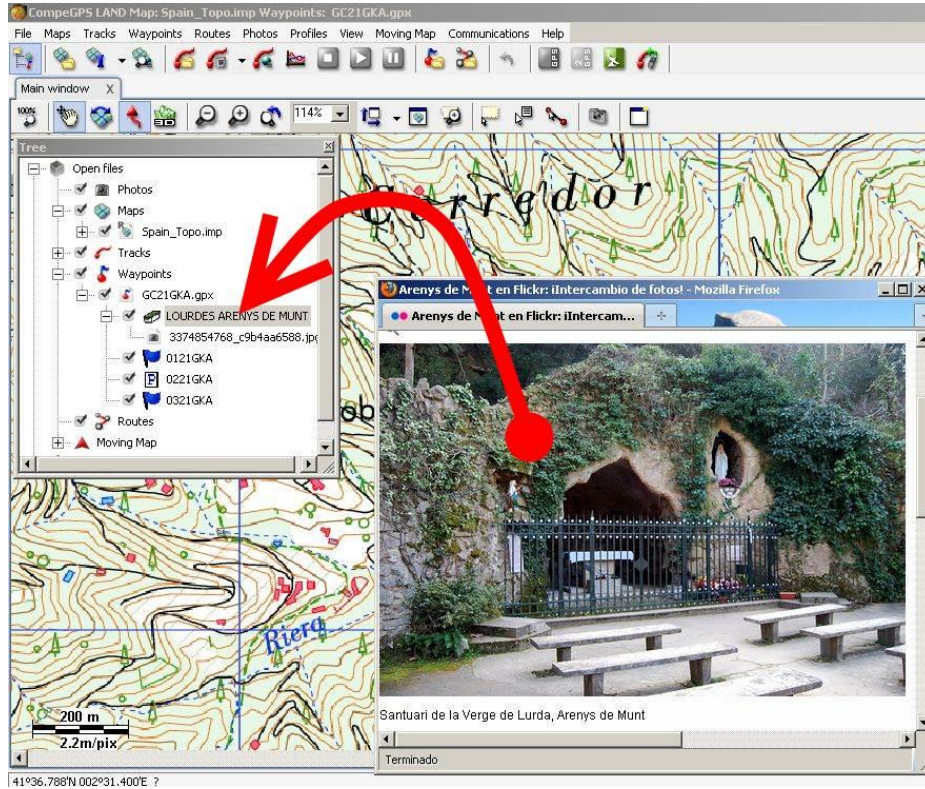 CompeGPS LAND Map: Spain_Topo.imp Waypoints: GC21GKA.gpx
File Maps Tracks Waypoints Routes Photos Profiles View Moving Map Communications Help
Main window X
100%
114%
Tree
Open files
Photos
Maps
Spain_Topo.imp
Tracks
Waypoints
GC21GKA.gpx
LOURDES ARENYS DE MUNT
3374854768_c9b4aa6588.jpg
0121GKA
0221GKA
0321GKA
Routes
Moving Map
Corredor
Arenys de Munt en Flickr: ¡Intercambio de fotos! - Mozilla Firefox
Arenys de Munt en Flickr: ¡Intercam...
Riera
Santuari de la Verge de Lurda, Arenys de Munt
Terminado
200 m
2.2m/pix
41º36.788'N 002º31.400'E ?